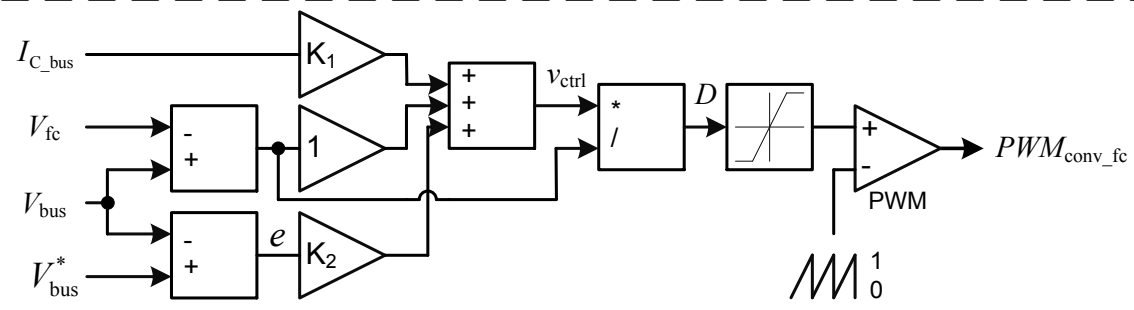 I_C_bus
K₁
+
+
+
v_ctrl
*
/
D
V_fc
-
+
1
+
-
PWM
PWM_conv_fc
V_bus
-
+
e
K₂
V*_bus
1
0